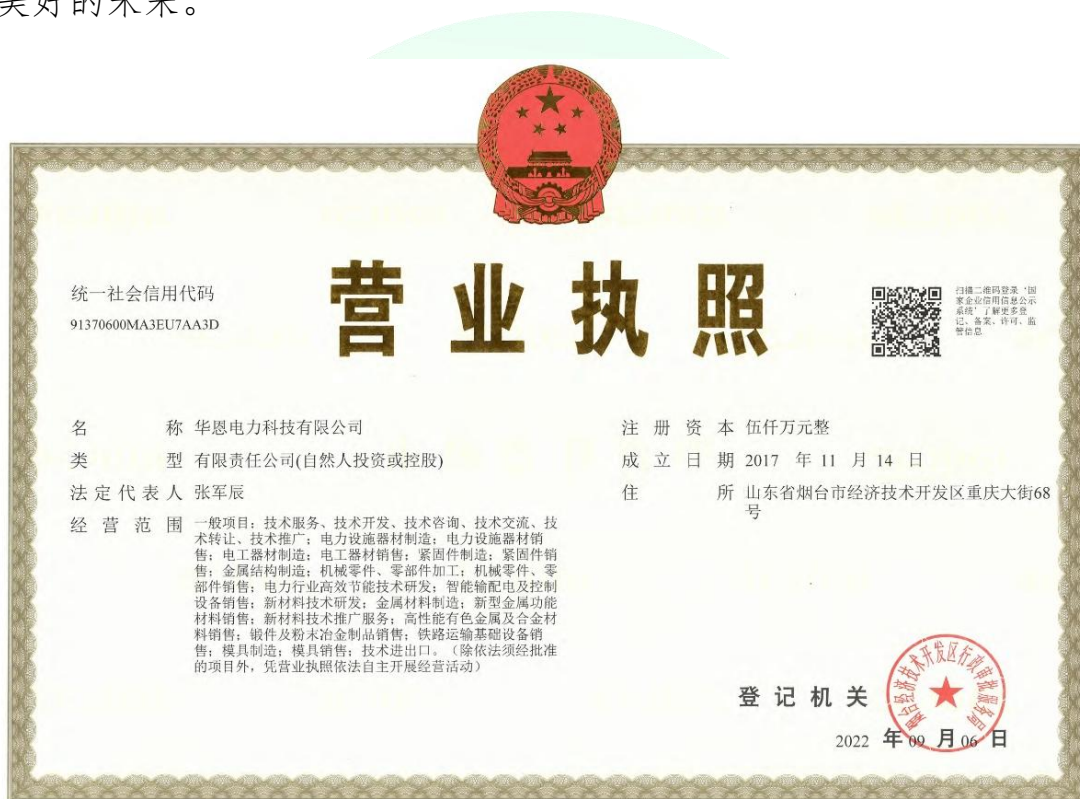 美好的未来。
营业执照
统一社会信用代码
91370600MA3EU7AA3D
扫描二维码登录‘国
家企业信用信息公示
系统’了解更多登
记、备案、许可、监
管信息
名称 华恩电力科技有限公司
类型 有限责任公司(自然人投资或控股)
法定代表人 张军辰
经营范围 一般项目：技术服务、技术开发、技术咨询、技术交流、技
术转让、技术推广；电力设施器材制造；电力设施器材销
售；电工器材制造；电工器材销售；紧固件制造；紧固件销
售；金属结构制造；机械零件、零部件加工；机械零件、零
部件销售；电力行业高效节能技术研发；智能输配电及控制
设备销售；新材料技术研发；金属材料制造；新型金属功能
材料销售；新材料技术推广服务；高性能有色金属及合金材
料销售；锻件及粉末冶金制品销售；铁路运输基础设备销
售；模具制造；模具销售；技术进出口。（除依法须经批准
的项目外，凭营业执照依法自主开展经营活动）
注册资本 伍仟万元整
成立日期 2017 年 11 月 14 日
住所 山东省烟台市经济技术开发区重庆大街68
号
登记机关
烟台经济技术开发区行政审批服务局
2022 年 09 月 06 日